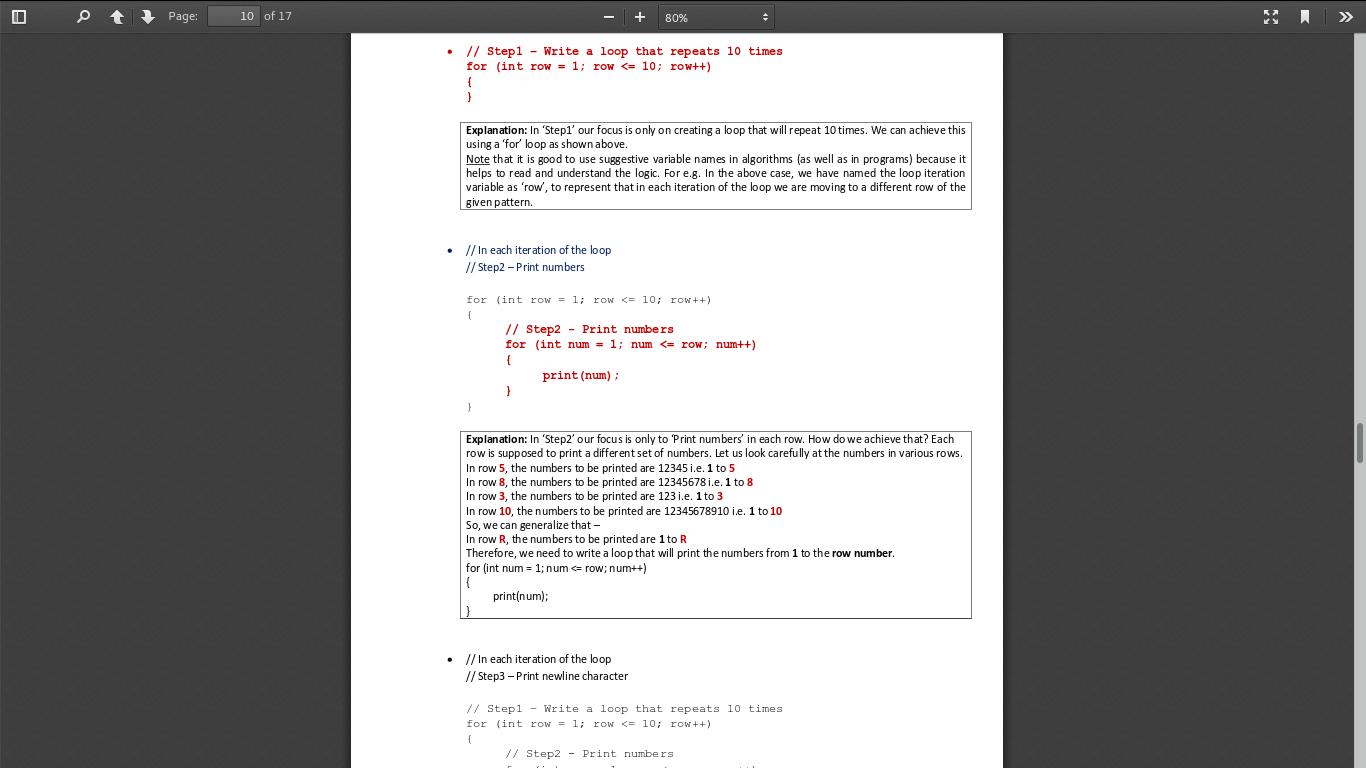 Page: 10 of 17 80%
• // Step1 – Write a loop that repeats 10 times
for (int row = 1; row <= 10; row++)
{
}
Explanation: In ‘Step1’ our focus is only on creating a loop that will repeat 10 times. We can achieve this
using a ‘for’ loop as shown above.
Note that it is good to use suggestive variable names in algorithms (as well as in programs) because it
helps to read and understand the logic. For e.g. In the above case, we have named the loop iteration
variable as ‘row’, to represent that in each iteration of the loop we are moving to a different row of the
given pattern.
• // In each iteration of the loop
// Step2 – Print numbers
for (int row = 1; row <= 10; row++)
{
// Step2 – Print numbers
for (int num = 1; num <= row; num++)
{
print(num);
}
}
Explanation: In ‘Step2’ our focus is only to ‘Print numbers’ in each row. How do we achieve that? Each
row is supposed to print a different set of numbers. Let us look carefully at the numbers in various rows.
In row 5, the numbers to be printed are 12345 i.e. 1 to 5
In row 8, the numbers to be printed are 12345678 i.e. 1 to 8
In row 3, the numbers to be printed are 123 i.e. 1 to 3
In row 10, the numbers to be printed are 12345678910 i.e. 1 to 10
So, we can generalize that –
In row R, the numbers to be printed are 1 to R
Therefore, we need to write a loop that will print the numbers from 1 to the row number.
for (int num = 1; num <= row; num++)
{
print(num);
}
• // In each iteration of the loop
// Step3 – Print newline character
// Step1 – Write a loop that repeats 10 times
for (int row = 1; row <= 10; row++)
{
// Step2 – Print numbers